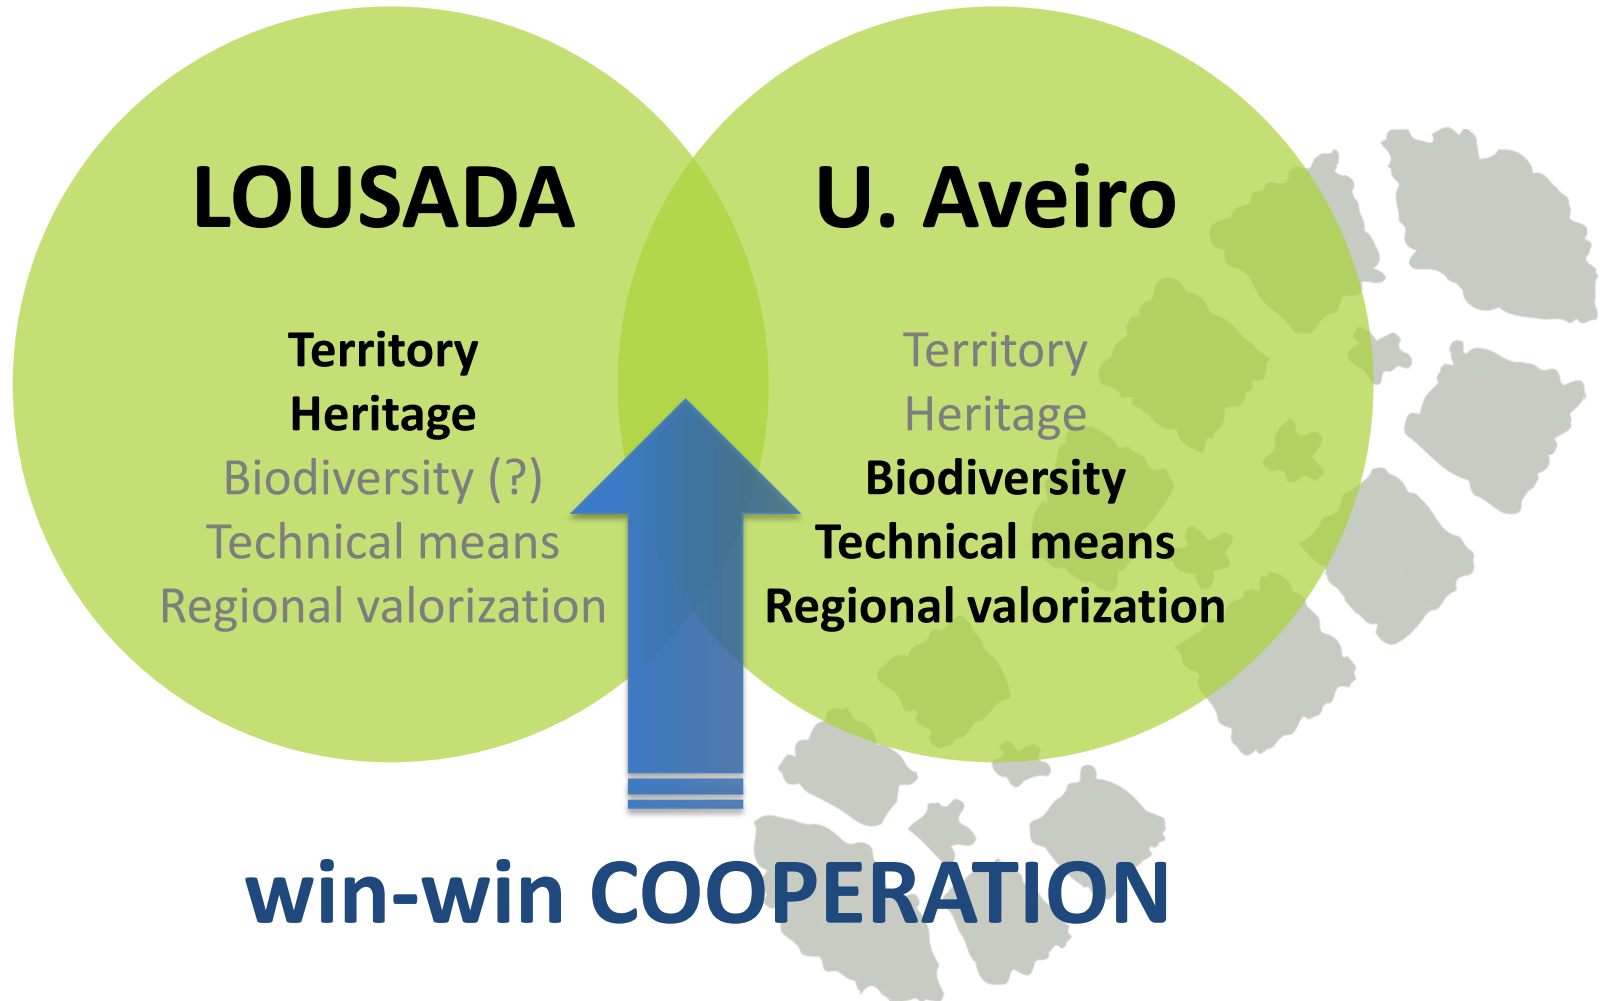 LOUSADA
Territory
Heritage
Biodiversity (?)
Technical means
Regional valorization
U. Aveiro
Territory
Heritage
Biodiversity
Technical means
Regional valorization
win-win COOPERATION